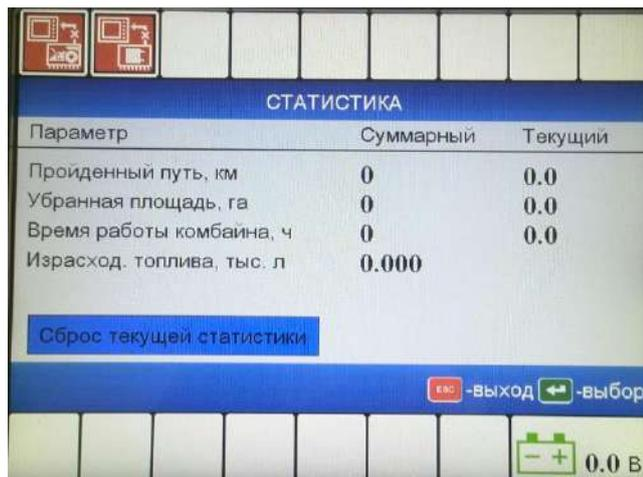 СТАТИСТИКА
Параметр Суммарный Текущий
Пройденный путь, км 0 0.0
Убранная площадь, га 0 0.0
Время работы комбайна, ч 0 0.0
Израсход. топлива, тыс. л 0.000
Сброс текущей статистики
ESC -выход -выбор
0.0 В